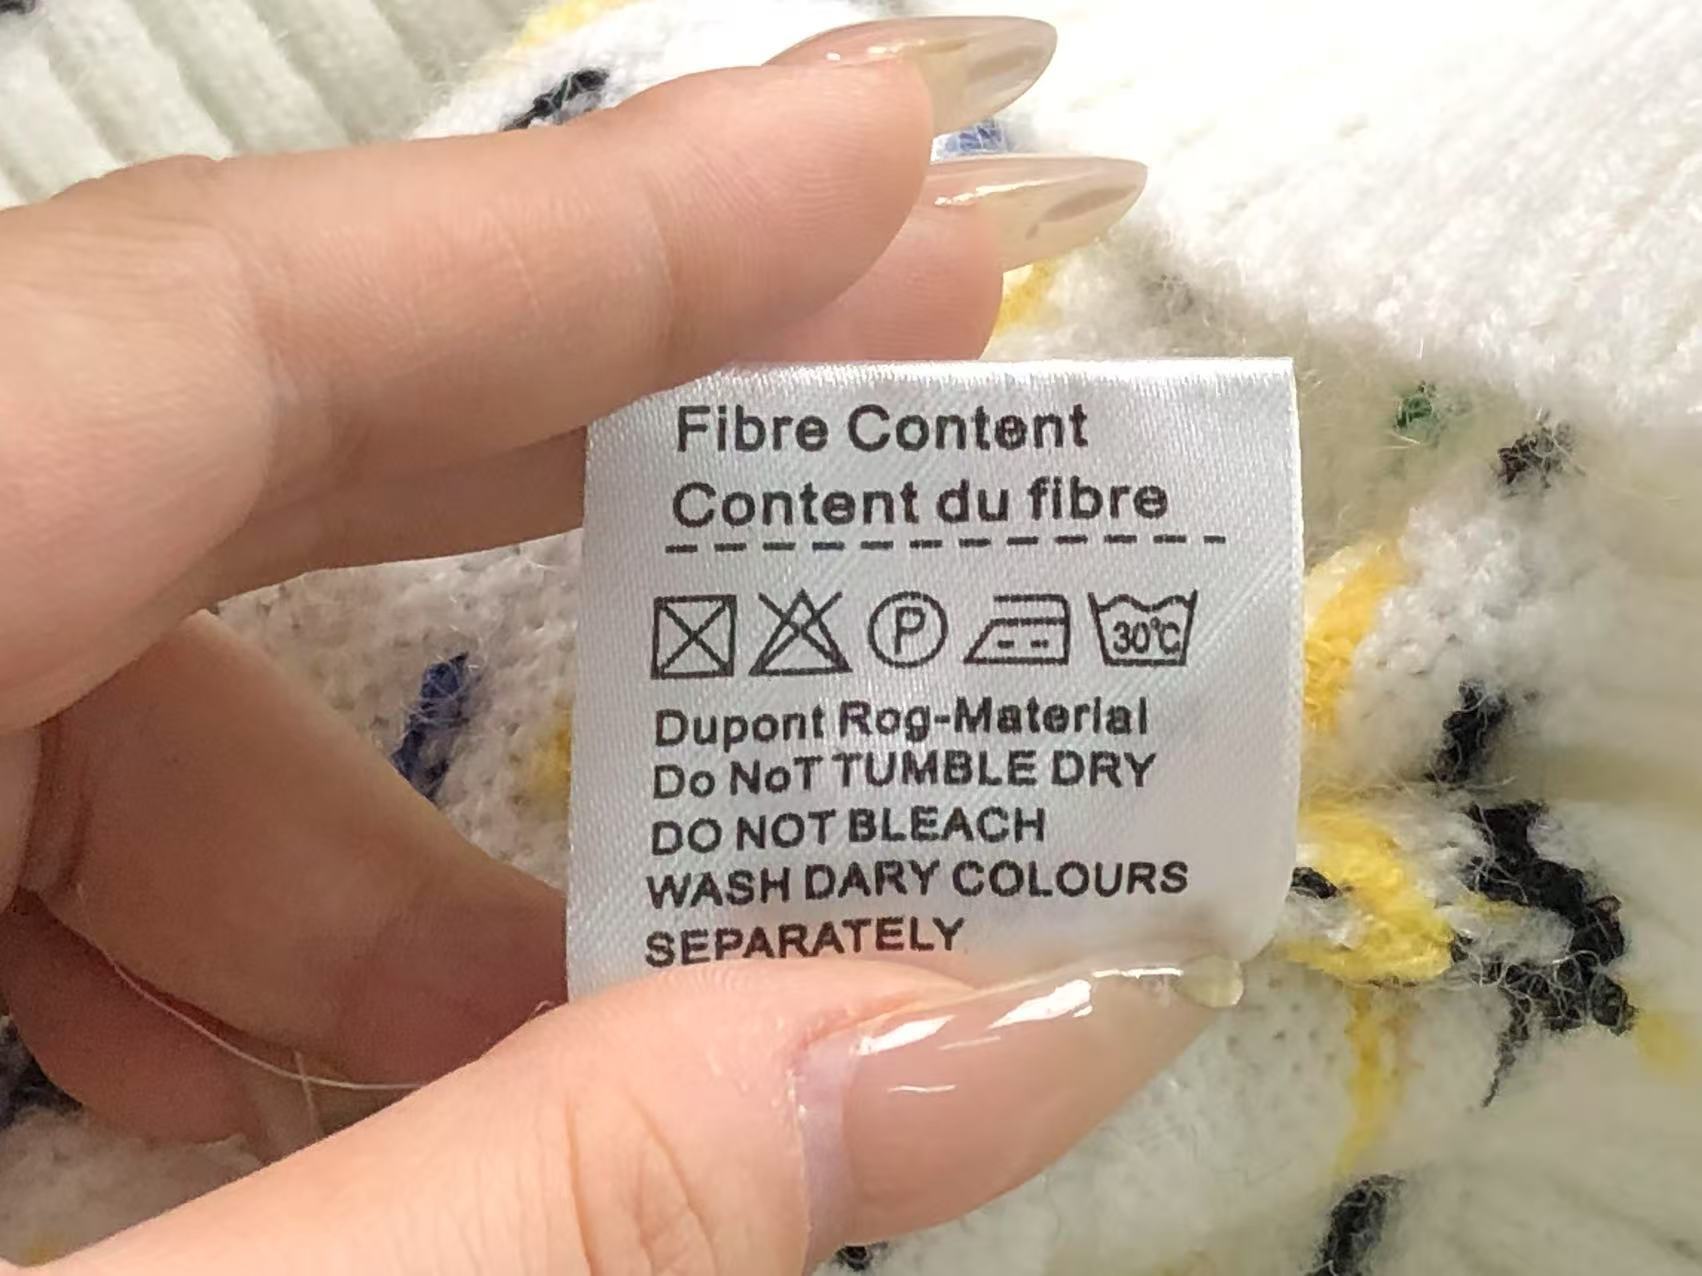 Fibre Content
Content du fibre
P 30°C
Dupont Rog-Material
Do NoT TUMBLE DRY
DO NOT BLEACH
WASH DARY COLOURS
SEPARATELY